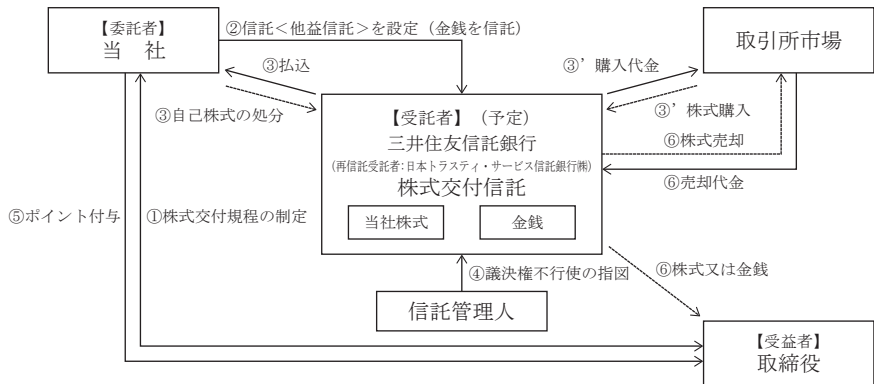 【委託者】
当 社
②信託<他益信託>を設定（金銭を信託）
取引所市場
③払込
③自己株式の処分
③’ 購入代金
③’ 株式購入
【受託者】（予定）
三井住友信託銀行
(再信託受託者:日本トラスティ・サービス信託銀行㈱)
株式交付信託
当社株式
金銭
⑥株式売却
⑥売却代金
⑤ポイント付与
①株式交付規程の制定
④議決権不行使の指図
信託管理人
⑥株式又は金銭
【受益者】
取締役